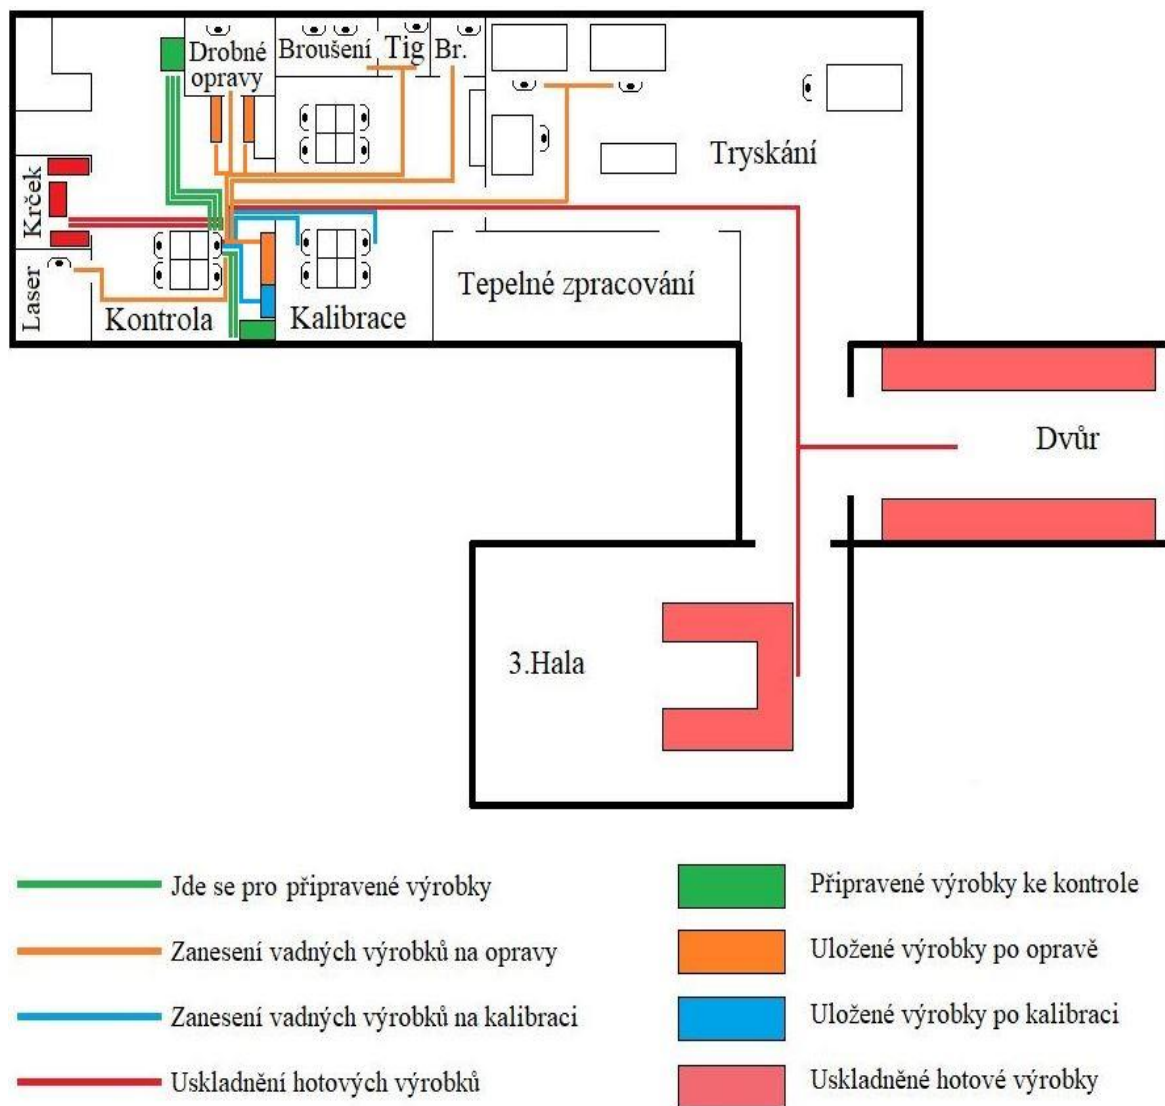 Drobné
opravy
Broušení
Tig
Br.
Tryskání
Krček
Laser
Kontrola
Kalibrace
Tepelné zpracování
Dvůr
3.Hala
Jde se pro připravené výrobky
Připravené výrobky ke kontrole
Zanesení vadných výrobků na opravy
Uložené výrobky po opravě
Zanesení vadných výrobků na kalibraci
Uložené výrobky po kalibraci
Uskladnění hotových výrobků
Uskladněné hotové výrobky